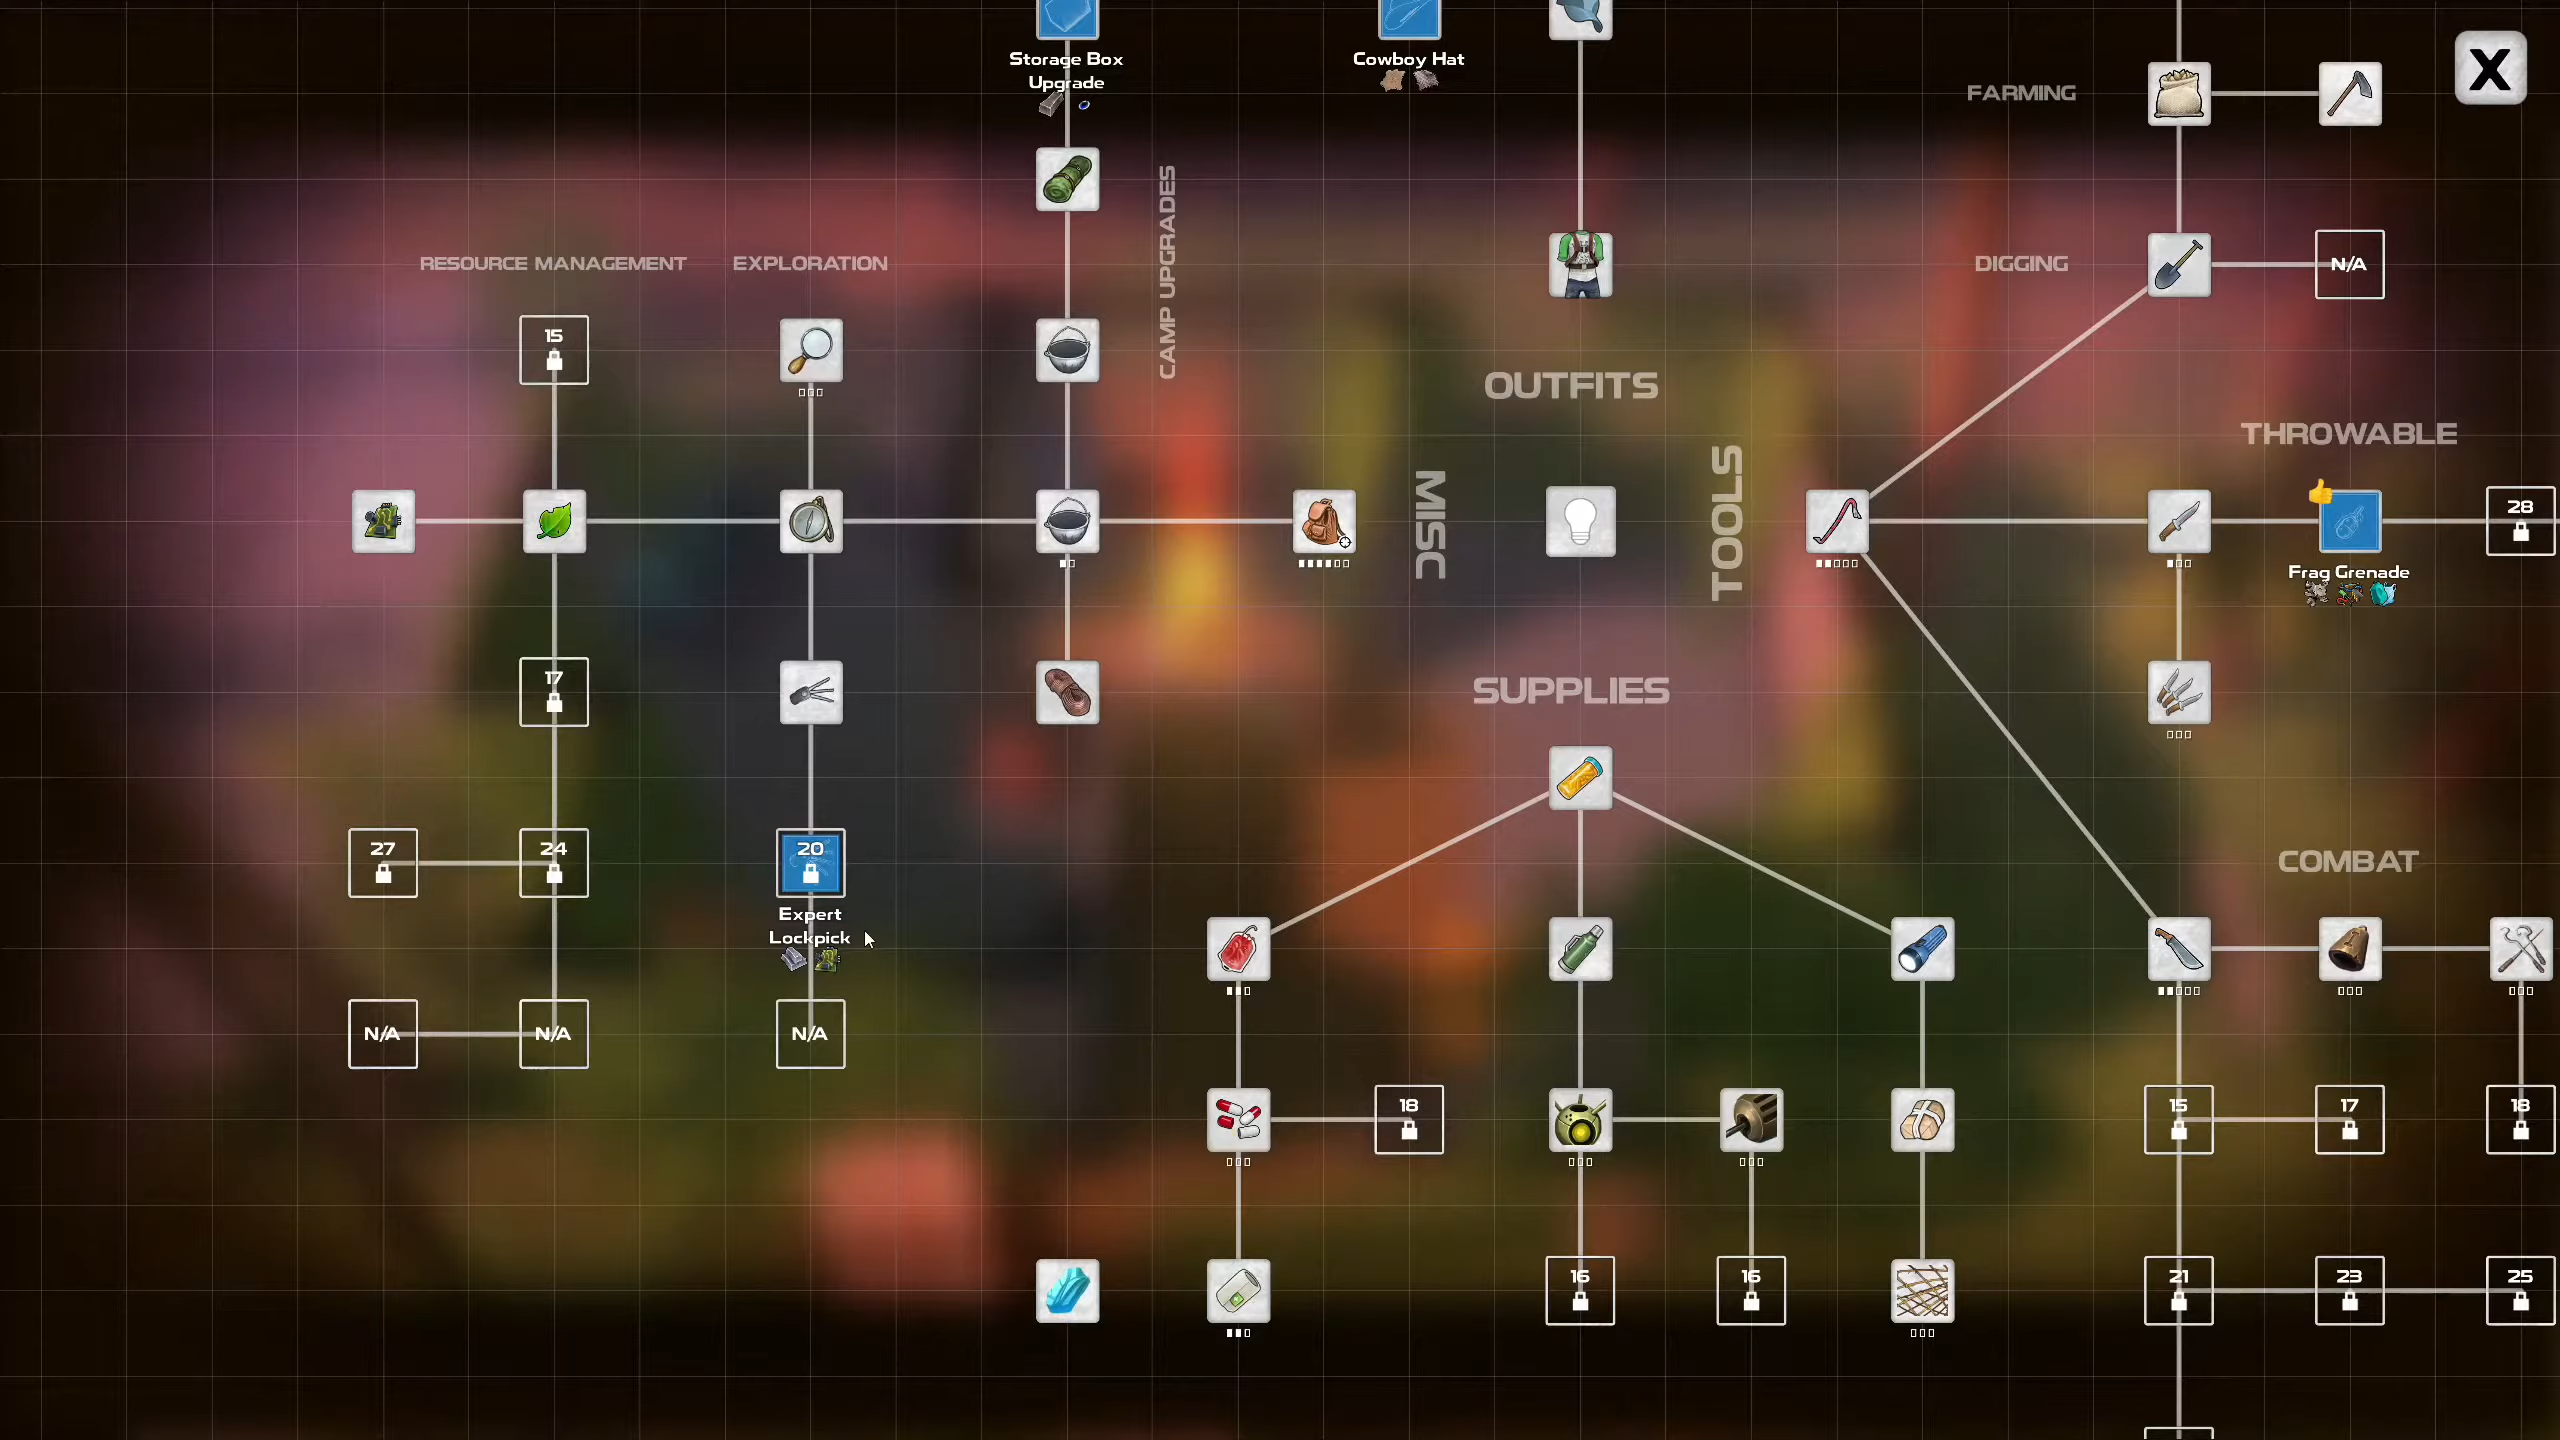 Storage Box
Upgrade
Cowboy Hat
X
FARMING
CAMP UPGRADES
RESOURCE MANAGEMENT
EXPLORATION
DIGGING
N/A
15
OUTFITS
THROWABLE
MISC
TOOLS
28
Frag Grenade
17
SUPPLIES
27
24
20
COMBAT
Expert
Lockpick
N/A
N/A
N/A
18
15
17
18
16
16
21
23
25